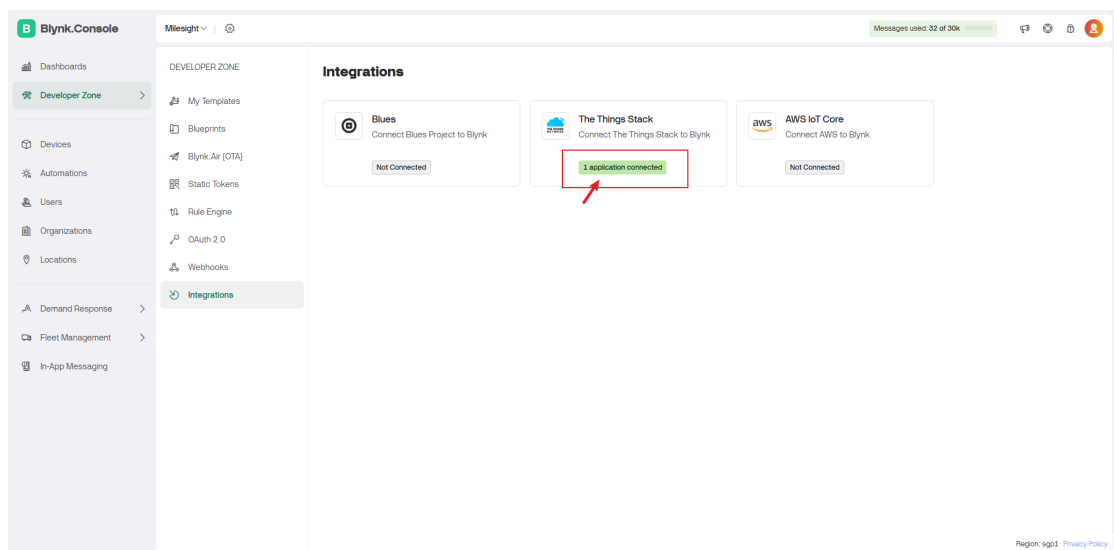 B Blynk.Console
Milesight
Messages used: 32 of 30k
Dashboards
Developer Zone
Devices
Automations
Users
Organizations
Locations
Demand Response
Fleet Management
In-App Messaging
DEVELOPER ZONE
My Templates
Blueprints
Blynk.Air (OTA)
Static Tokens
Rule Engine
OAuth 2.0
Webhooks
Integrations
Integrations
Blues
Connect Blues Project to Blynk
Not Connected
THE THINGS
NETWORK
The Things Stack
Connect The Things Stack to Blynk
1 application connected
aws
AWS IoT Core
Connect AWS to Blynk
Not Connected
Region: sgp1 Privacy Policy